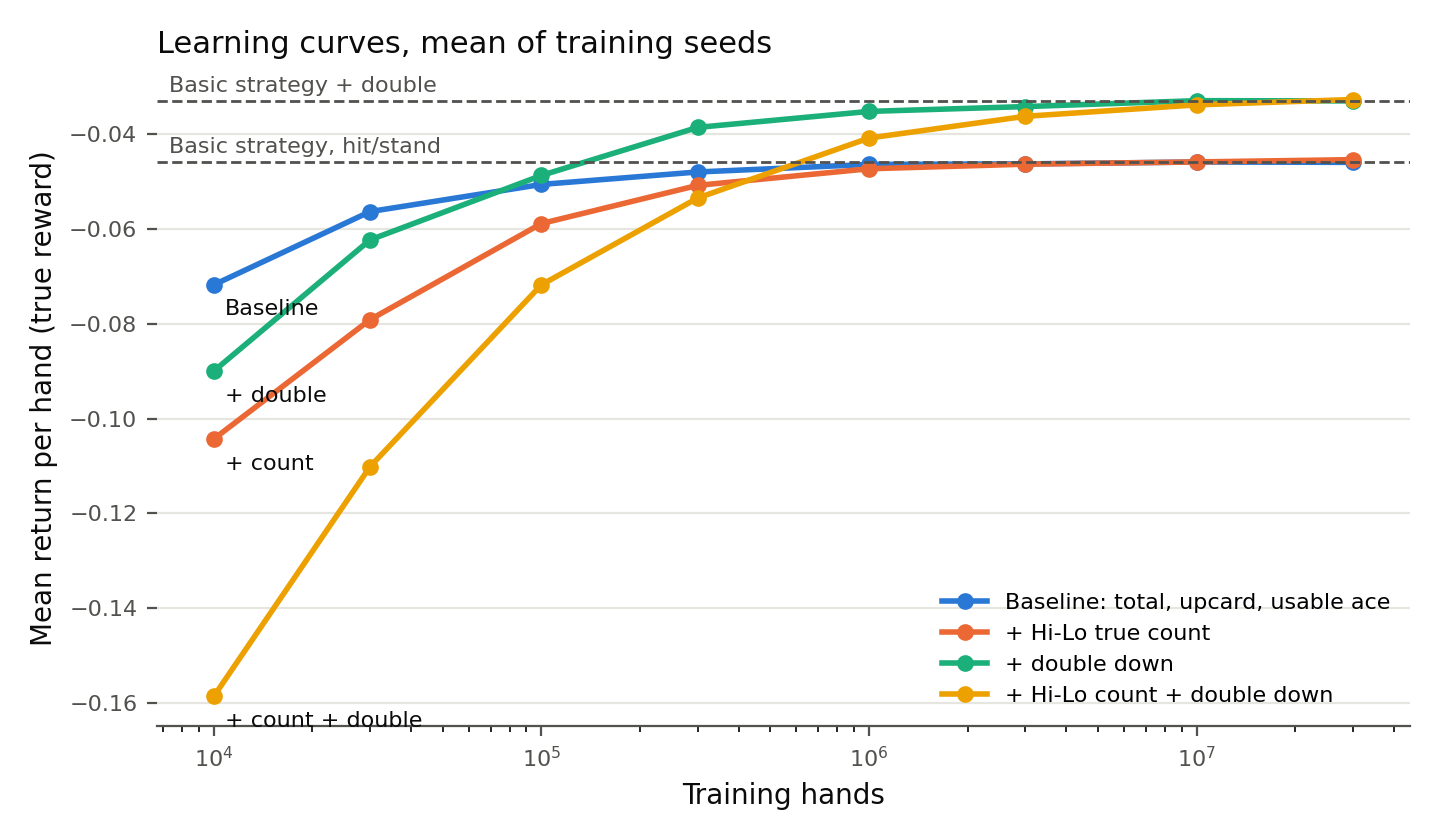 Learning curves, mean of training seeds
Basic strategy + double
Basic strategy, hit/stand
Mean return per hand (true reward)
−0.04
−0.06
−0.08
−0.10
−0.12
−0.14
−0.16
Baseline
+ double
+ count
+ count + double
Baseline: total, upcard, usable ace
+ Hi-Lo true count
+ double down
+ Hi-Lo count + double down
10⁴ 10⁵ 10⁶ 10⁷
Training hands